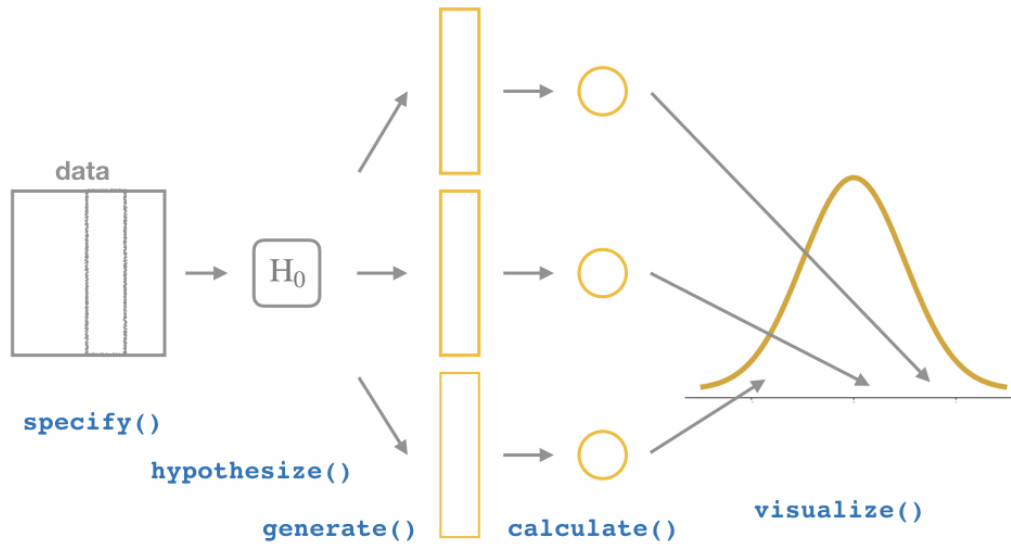 data
H₀
specify()
hypothesize()
generate()
calculate()
visualize()